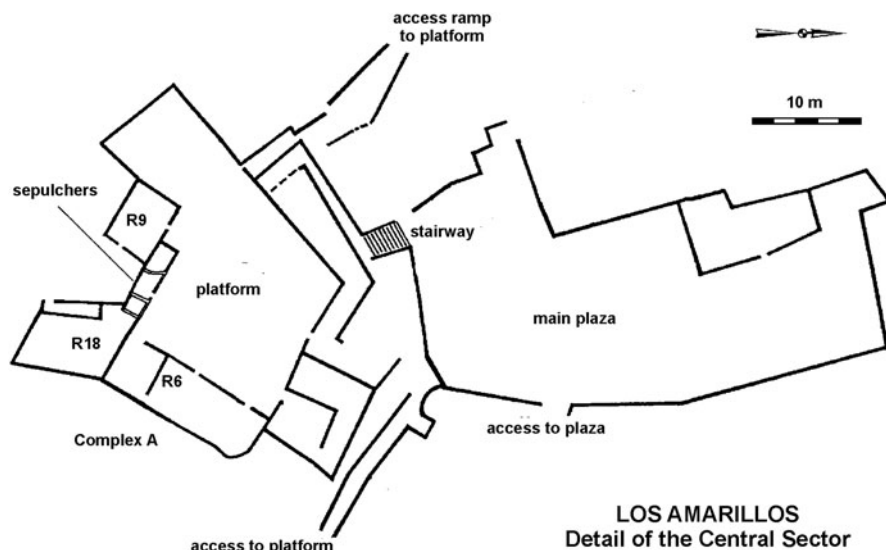 access ramp
to platform
10 m
sepulchers
R9
stairway
platform
main plaza
R18
R6
Complex A
access to plaza
access to platform
LOS AMARILLOS
Detail of the Central Sector